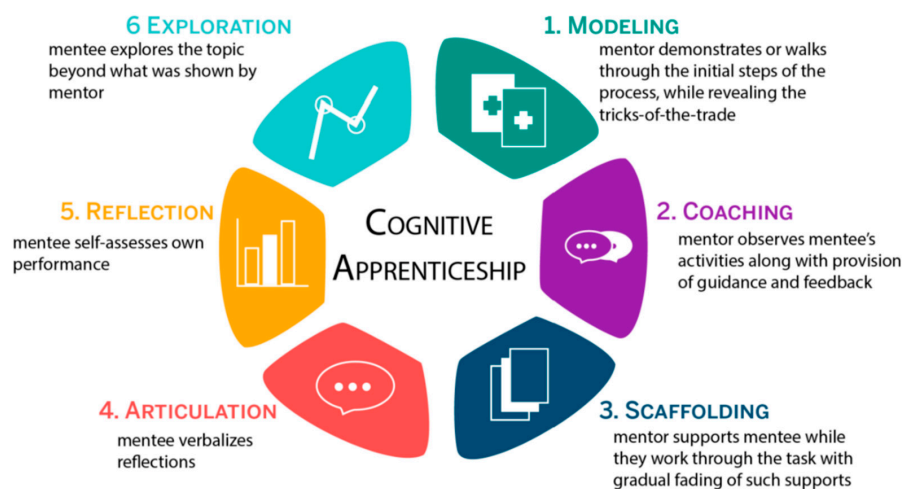 1. MODELING
mentor demonstrates or walks
through the initial steps of the
process, while revealing the
tricks-of-the-trade
2. COACHING
mentor observes mentee's
activities along with provision
of guidance and feedback
3. SCAFFOLDING
mentor supports mentee while
they work through the task with
gradual fading of such supports
4. ARTICULATION
mentee verbalizes
reflections
5. REFLECTION
mentee self-assesses own
performance
6 EXPLORATION
mentee explores the topic
beyond what was shown by
mentor
COGNITIVE
APPRENTICESHIP